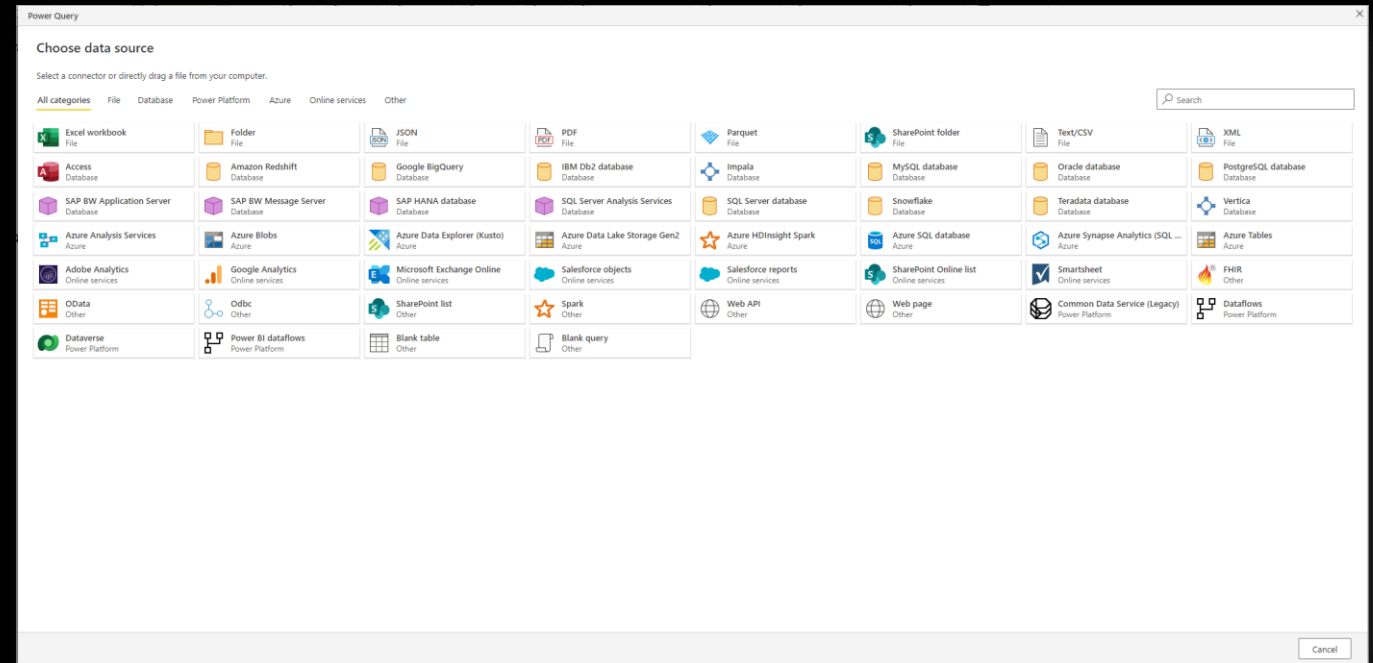 Power Query
Choose data source
Select a connector or directly drag a file from your computer.
All categories File Database Power Platform Azure Online services Other
Search
Excel workbook Folder JSON PDF Parquet SharePoint folder Text/CSV XML
File File File File File File File File
Access Amazon Redshift Google BigQuery IBM Db2 database Impala MySQL database Oracle database PostgreSQL database
Database Database Database Database Database Database Database Database
SAP BW Application Server SAP BW Message Server SAP HANA database SQL Server Analysis Services SQL Server database Snowflake Teradata database Vertica
Database Database Database Database Database Database Database Database
Azure Analysis Services Azure Blobs Azure Data Explorer (Kusto) Azure Data Lake Storage Gen2 Azure HDInsight Spark Azure SQL database Azure Synapse Analytics (SQL ... Azure Tables
Azure Azure Azure Azure Azure Azure Azure Azure
Adobe Analytics Google Analytics Microsoft Exchange Online Salesforce objects Salesforce reports SharePoint Online list Smartsheet FHIR
Online services Online services Online services Online services Online services Online services Online services Other
OData Odbc SharePoint list Spark Web API Web page Common Data Service (Legacy) Dataflows
Other Other Other Other Other Other Power Platform Power Platform
Dataverse Power BI dataflows Blank table Blank query
Power Platform Power Platform Other Other
Cancel